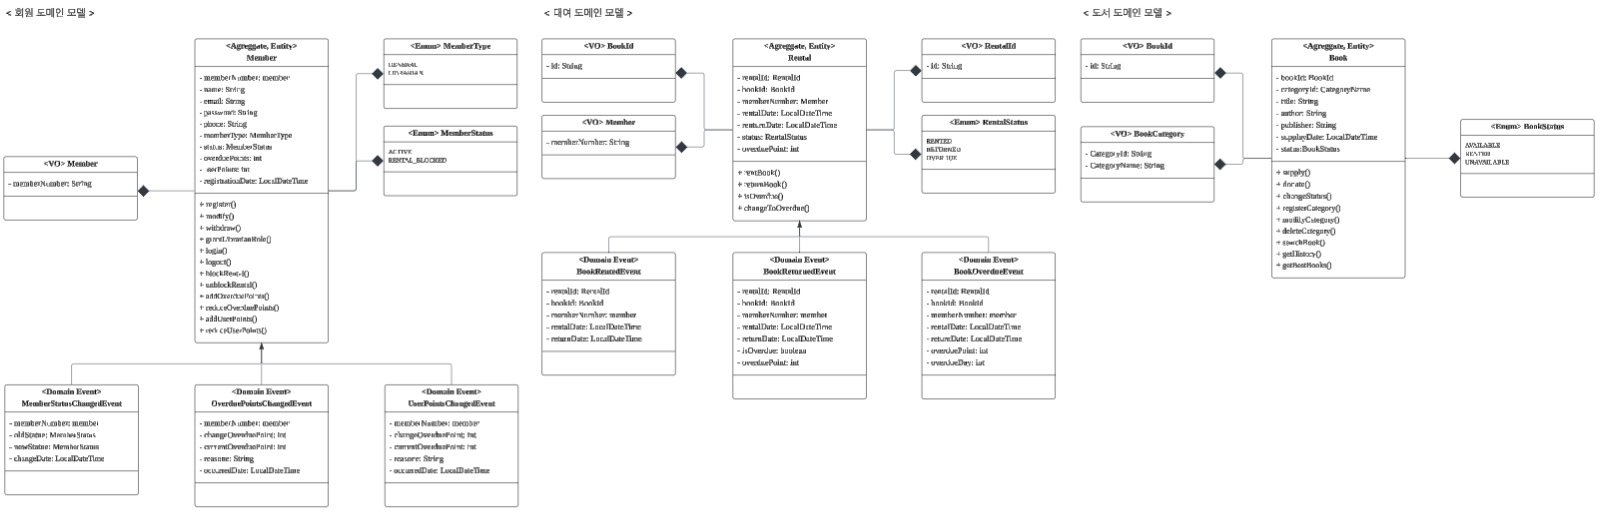 < 회원 도메인 모델 >
<Agreggate, Entity>
Member
- memberNumber: member
- name: String
- email: String
- password: String
- phone: String
- memberType: MemberType
- status: MemberStatus
- overduePoints: int
- userPoints: int
- registrationDate: LocalDateTime
+ register()
+ modify()
+ withdraw()
+ grantLibrarianRole()
+ login()
+ logout()
+ blockRental()
+ unblockRental()
+ addOverduePoints()
+ reduceOverduePoints()
+ addUserPoints()
+ reduceUserPoints()
<Enum> MemberType
<Enum> MemberStatus
ACTIVE
RENTAL_BLOCKED
<VO> Member
- memberNumber: String
<Domain Event>
MemberStatusChangedEvent
- memberNumber: member
- oldStatus: MemberStatus
- newStatus: MemberStatus
- changeDate: LocalDateTime
<Domain Event>
OverduePointsChangedEvent
- memberNumber: member
- changeOverduePoint: int
- currentOverduePoint: int
- reasone: String
- occurredDate: LocalDateTime
<Domain Event>
UserPointsChangedEvent
- memberNumber: member
- changeOverduePoint: int
- currentOverduePoint: int
- reasone: String
- occurredDate: LocalDateTime
< 대여 도메인 모델 >
<VO> BookId
- id: String
<VO> Member
- memberNumber: String
<Agreggate, Entity>
Rental
- rentalId: RentalId
- bookId: BookId
- memberNumber: Member
- rentalDate: LocalDateTime
- renturnDate: LocalDateTime
- status: RentalStatus
- overduePoint: int
+ rentBook()
+ returnBook()
+ isOverdue()
+ changeToOverdue()
<VO> RentalId
- id: String
<Enum> RentalStatus
RENTED
RETURNED
OVERDUE
<Domain Event>
BookRentedEvent
- rentalId: RentalId
- bookId: BookId
- memberNumber: member
- rentalDate: LocalDateTime
- returnDate: LocalDateTime
<Domain Event>
BookReturnedEvent
- rentalId: RentalId
- bookId: BookId
- memberNumber: member
- rentalDate: LocalDateTime
- returnDate: LocalDateTime
- isOverdue: boolean
- overduePoint: int
<Domain Event>
BookOverdueEvent
- rentalId: RentalId
- bookId: BookId
- memberNumber: member
- rentalDate: LocalDateTime
- returnDate: LocalDateTime
- overduePoint: int
- overdueDay: int
< 도서 도메인 모델 >
<VO> BookId
- id: String
<VO> BookCategory
- CategoryId: String
- CategoryName: String
<Agreggate, Entity>
Book
- bookId: BookId
- categoryId: CategoryName
- title: String
- author: String
- publisher: String
- supplayDate: LocalDateTime
- status:BookStatus
+ supply()
+ donate()
+ changeStatus()
+ registerCategory()
+ modifyCategory()
+ deleteCategory()
+ searchBook()
+ getHistory()
+ getBestBooks()
<Enum> BookStatus
AVAILABLE
RENTED
UNAVAILABLE